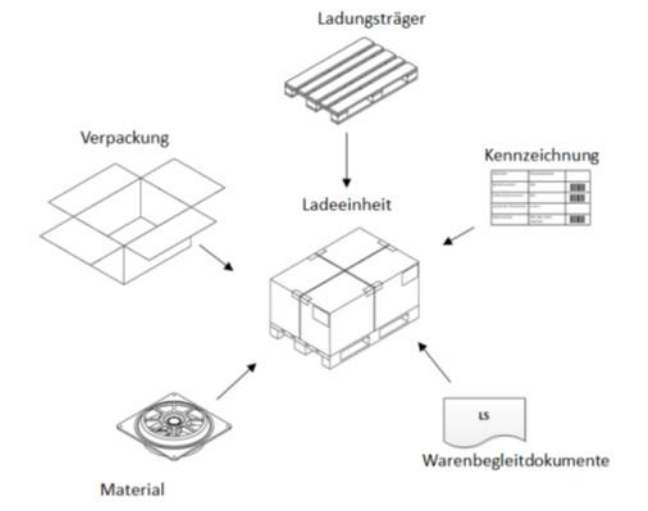 Ladungsträger
Verpackung
Kennzeichnung
Ladeeinheit
LS
Warenbegleitdokumente
Material